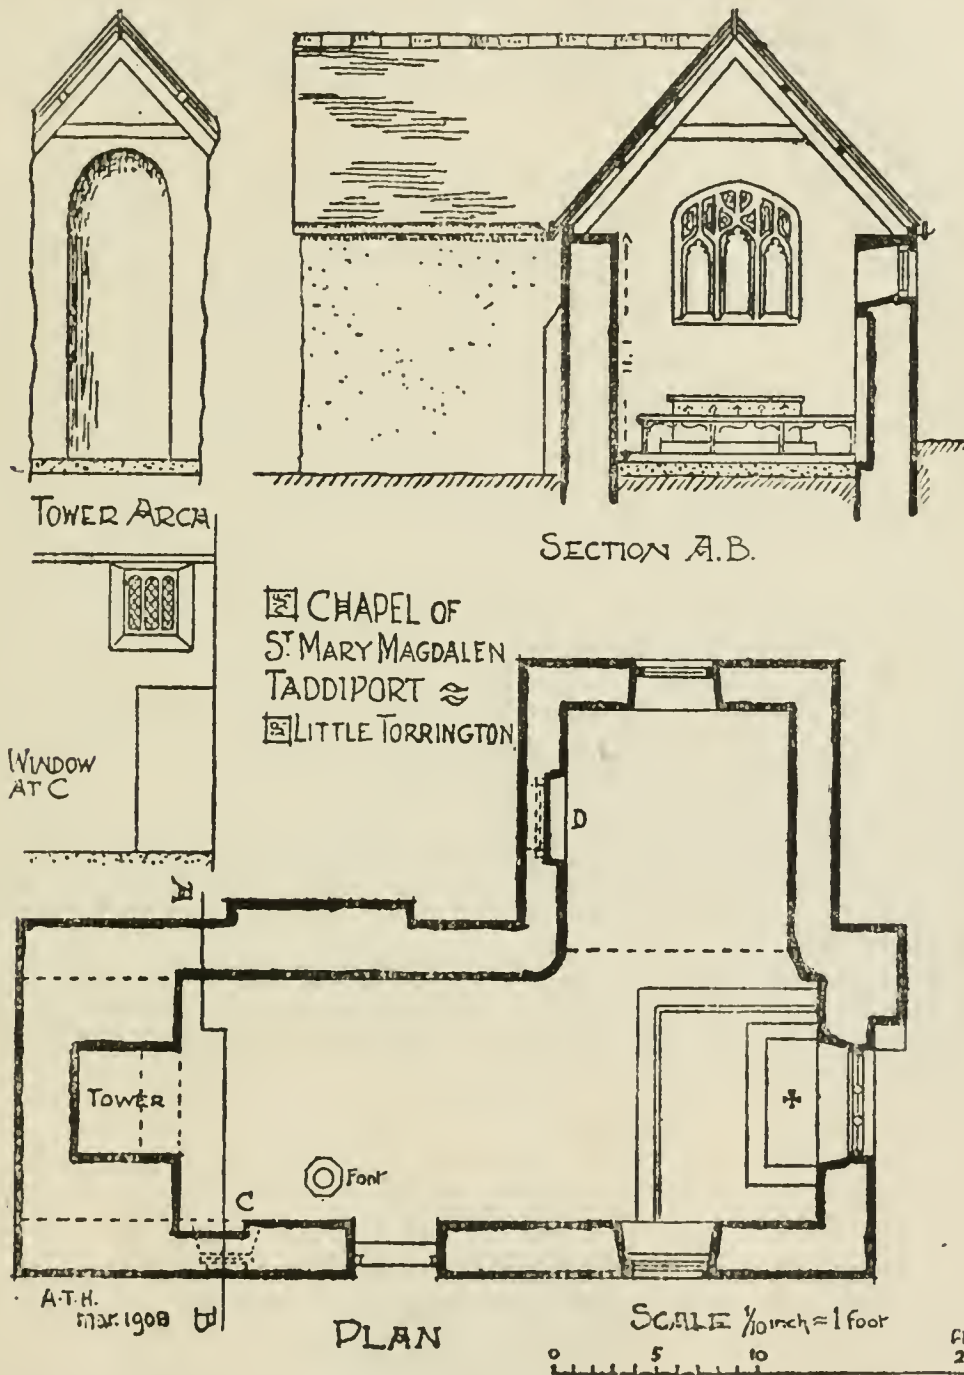 TOWER ARCH
SECTION A.B.
CHAPEL OF
ST MARY MAGDALEN
TADDIPORT
LITTLE TORRINGTON
WINDOW
AT C
A
D
TOWER
C
Font
A.T.H.
Mar. 1908
B
PLAN
SCALE 1/10 inch = 1 foot
0 5 10